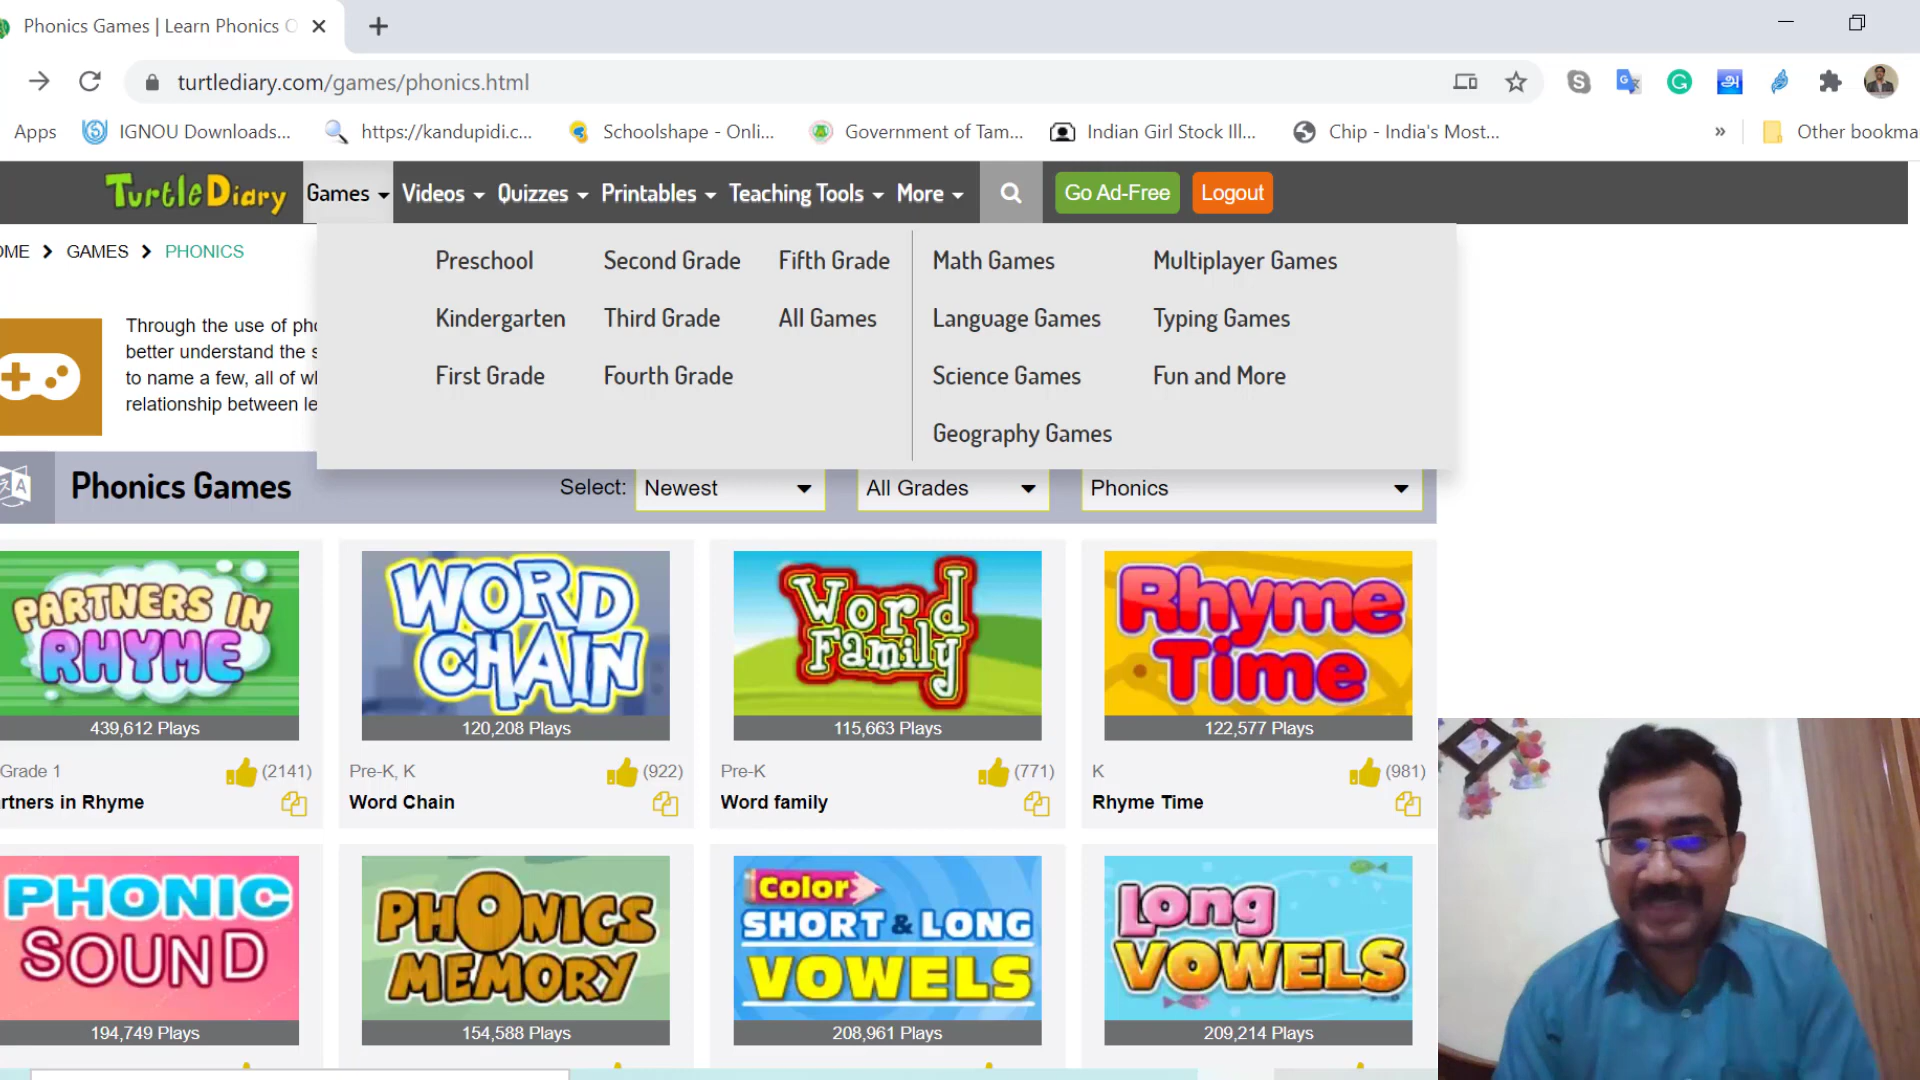 Phonics Games | Learn Phonics O
turtlediary.com/games/phonics.html
Apps IGNOU Downloads... https://kandupidi.c... Schoolshape - Onli... Government of Tam... Indian Girl Stock Ill... Chip - India's Most... » Other bookma
TurtleDiary Games Videos Quizzes Printables Teaching Tools More Go Ad-Free Logout
OME GAMES PHONICS
Preschool Second Grade Fifth Grade Math Games Multiplayer Games
Kindergarten Third Grade All Games Language Games Typing Games
First Grade Fourth Grade Science Games Fun and More
Geography Games
Through the use of pho
better understand the s
to name a few, all of wh
relationship between le
Phonics Games Select: Newest All Grades Phonics
PARTNERS IN
RHYME
WORD
CHAIN
Word
Family
Rhyme
Time
439,612 Plays 120,208 Plays 115,663 Plays 122,577 Plays
Grade 1 (2141) Pre-K, K (922) Pre-K (771) K (981)
rtners in Rhyme Word Chain Word family Rhyme Time
PHONIC
SOUND
PHONICS
MEMORY
Color
SHORT & LONG
VOWELS
Long
VOWELS
194,749 Plays 154,588 Plays 208,961 Plays 209,214 Plays